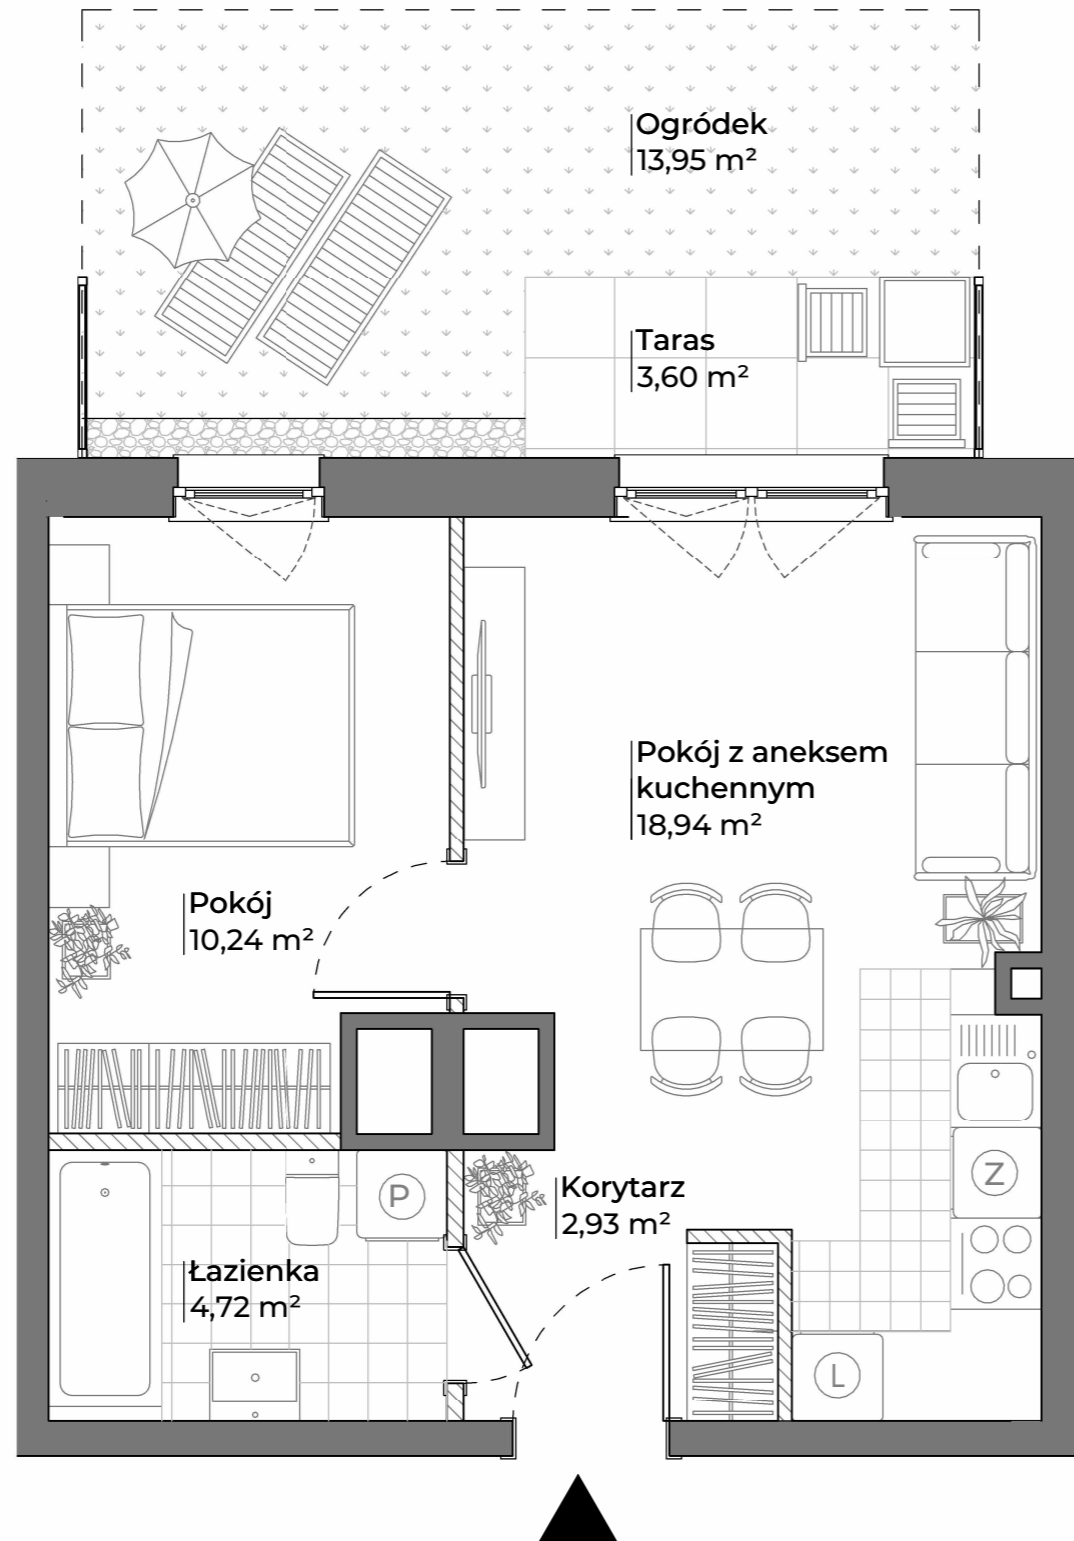 Ogródek
13,95 m²
Taras
3,60 m²
Pokój z aneksem
kuchennym
18,94 m²
Pokój
10,24 m²
Z
P
Korytarz
2,93 m²
Łazienka
4,72 m²
L